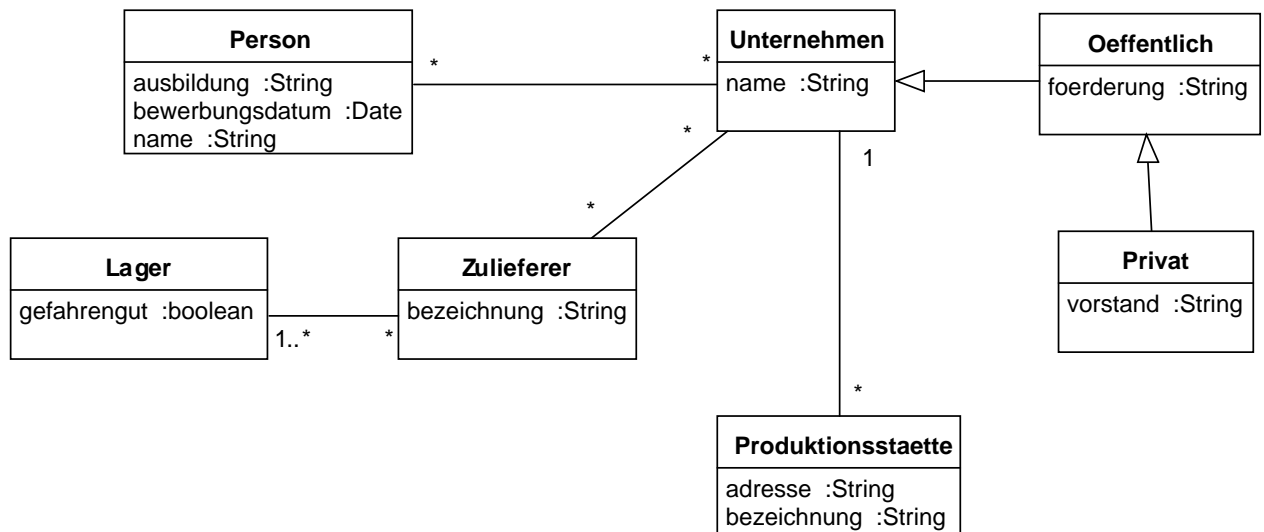 Person
ausbildung :String
bewerbungsdatum :Date
name :String
*
*
Unternehmen
name :String
*
1
Oeffentlich
foerderung :String
*
Lager
gefahrengut :boolean
1..*
*
Zulieferer
bezeichnung :String
Privat
vorstand :String
*
Produktionsstaette
adresse :String
bezeichnung :String